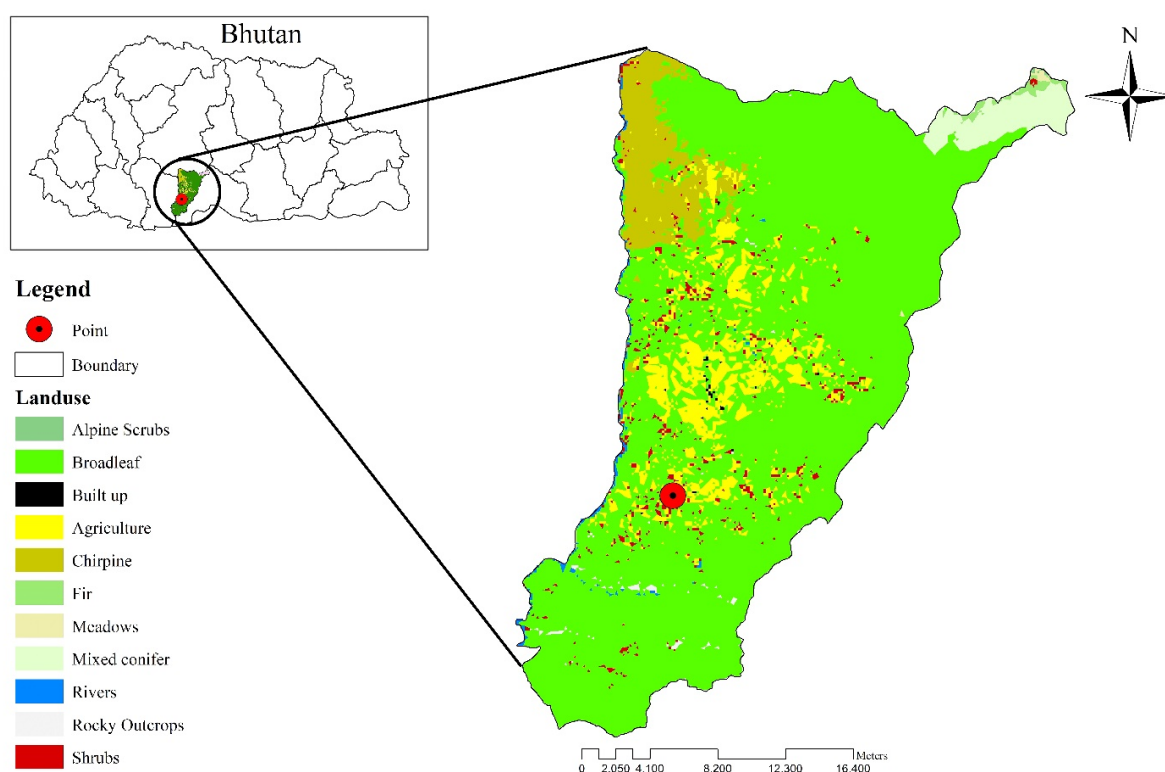 Bhutan
N
Legend
Point
Boundary
Landuse
Alpine Scrubs
Broadleaf
Built up
Agriculture
Chirpine
Fir
Meadows
Mixed conifer
Rivers
Rocky Outcrops
Shrubs
Meters
0 2.050 4.100 8.200 12.300 16.400